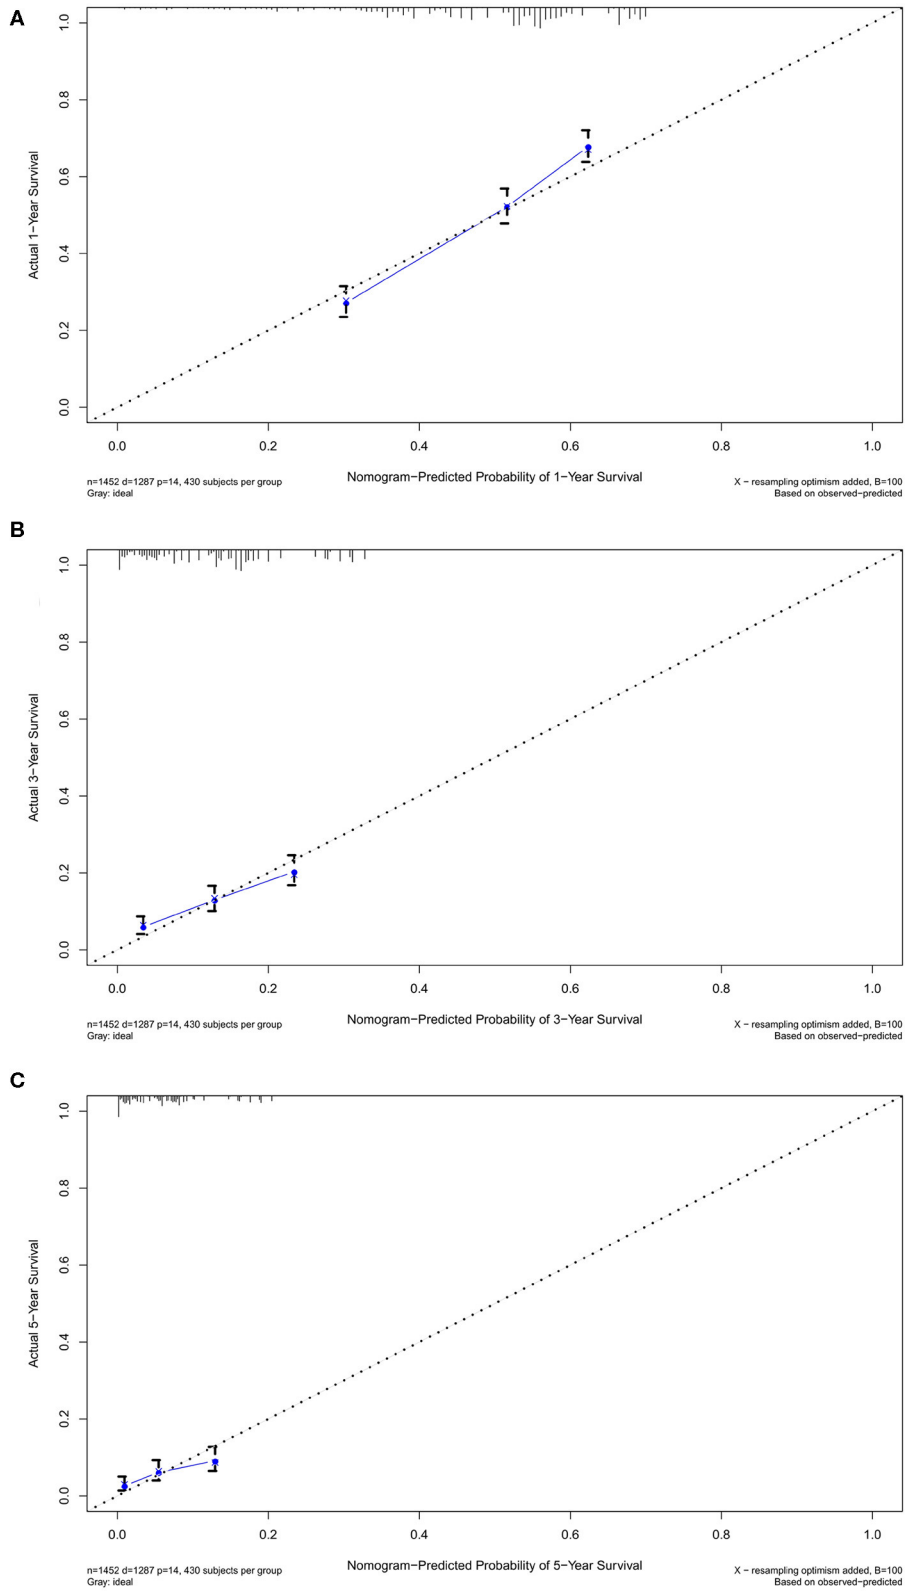 A
1.0
0.8
0.6
0.4
0.2
0.0
Actual 1−Year Survival
0.0 0.2 0.4 0.6 0.8 1.0
Nomogram−Predicted Probability of 1−Year Survival
n=1452 d=1287 p=14, 430 subjects per group
Gray: ideal
X − resampling optimism added, B=100
Based on observed−predicted
B
1.0
0.8
0.6
0.4
0.2
0.0
Actual 3−Year Survival
0.0 0.2 0.4 0.6 0.8 1.0
Nomogram−Predicted Probability of 3−Year Survival
n=1452 d=1287 p=14, 430 subjects per group
Gray: ideal
X − resampling optimism added, B=100
Based on observed−predicted
C
1.0
0.8
0.6
0.4
0.2
0.0
Actual 5−Year Survival
0.0 0.2 0.4 0.6 0.8 1.0
Nomogram−Predicted Probability of 5−Year Survival
n=1452 d=1287 p=14, 430 subjects per group
Gray: ideal
X − resampling optimism added, B=100
Based on observed−predicted